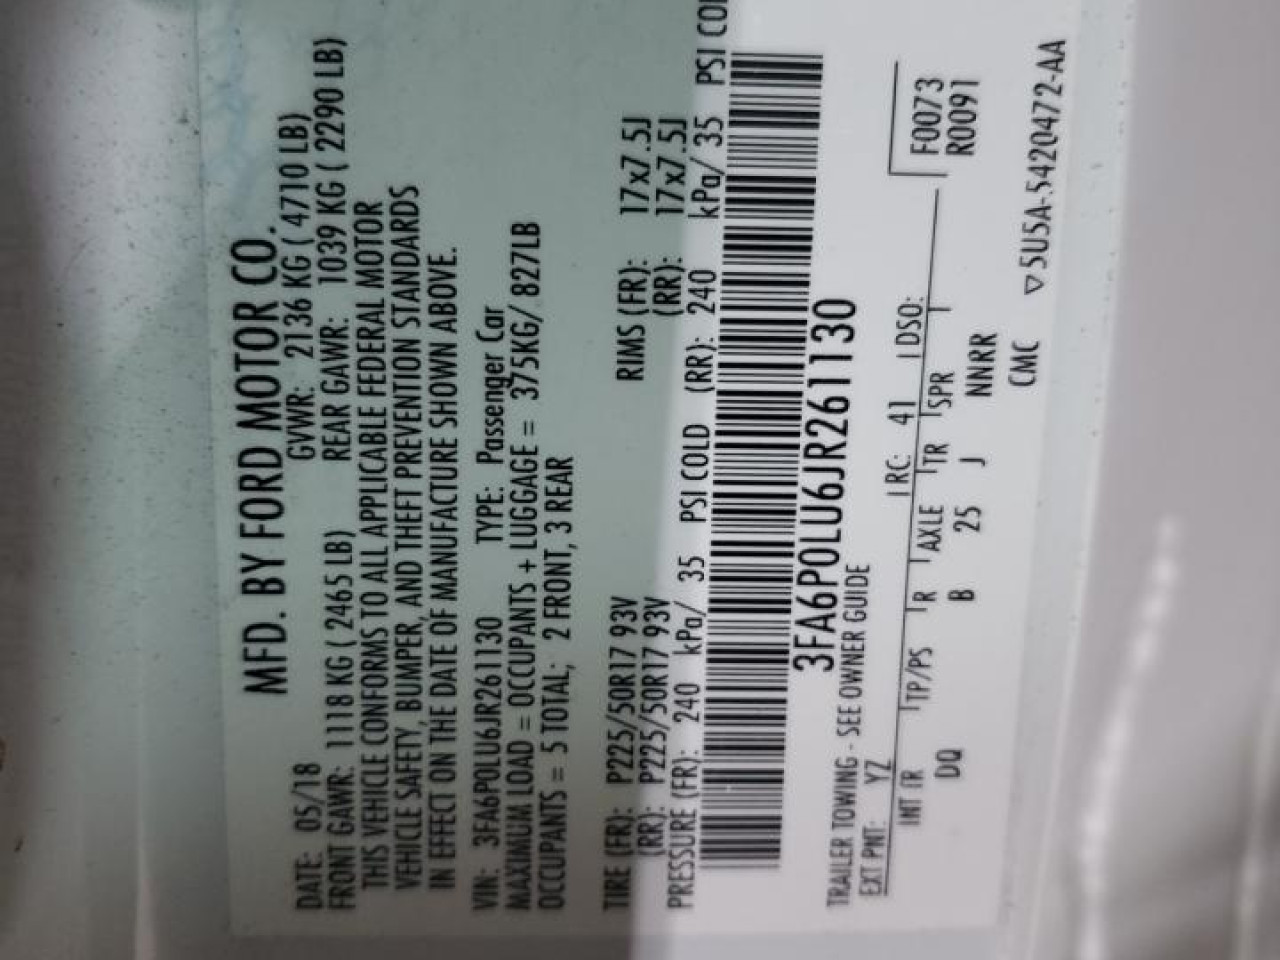 MFD. BY FORD MOTOR CO.
DATE: 05/18 GVWR: 2136 KG ( 4710 LB)
FRONT GAWR: 1118 KG ( 2465 LB) REAR GAWR: 1039 KG ( 2290 LB)
THIS VEHICLE CONFORMS TO ALL APPLICABLE FEDERAL MOTOR
VEHICLE SAFETY, BUMPER, AND THEFT PREVENTION STANDARDS
IN EFFECT ON THE DATE OF MANUFACTURE SHOWN ABOVE.
VIN: 3FA6P0LU6JR261130 TYPE: Passenger Car
MAXIMUM LOAD = OCCUPANTS + LUGGAGE = 375KG/ 827LB
OCCUPANTS = 5 TOTAL; 2 FRONT, 3 REAR
TIRE (FR): P225/50R17 93V RIMS (FR): 17x7.5J
(RR): P225/50R17 93V (RR): 17x7.5J
PRESSURE (FR): 240 kPa/ 35 PSI COLD (RR): 240 kPa/ 35 PSI
3FA6P0LU6JR261130
TRAILER TOWING - SEE OWNER GUIDE
EXT PNT: YZ RC: 41 DSO:
INT TR TP/PS R AXLE TR SPR F0073
DQ B 25 J NNRR R0091
CMC
5U5A-5420472-AA